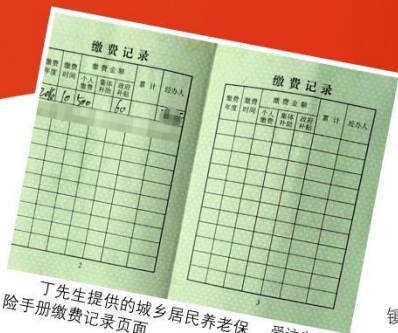 缴费记录
缴费年度 缴费时间 缴费金额 累计 经办人
个人缴费 集体补助 政府补贴
10 500 60
2
缴费记录
缴费年度 缴费时间 缴费金额 累计 经办人
个人缴费 集体补助 政府补贴
3
丁先生提供的城乡居民养老保
险手册缴费记录页面